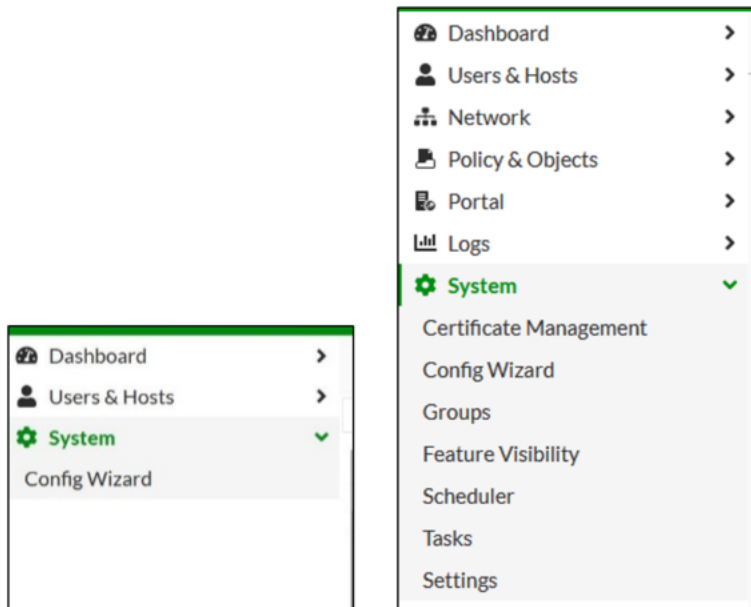 Dashboard
Users & Hosts
System
Config Wizard
Dashboard
Users & Hosts
Network
Policy & Objects
Portal
Logs
System
Certificate Management
Config Wizard
Groups
Feature Visibility
Scheduler
Tasks
Settings